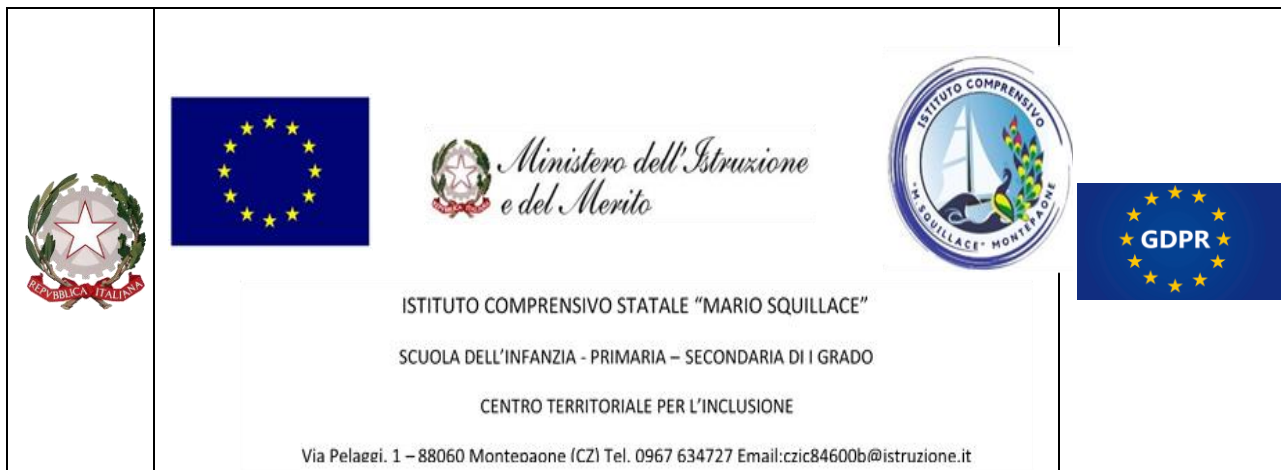 REPVBBLICA ITALIANA
Ministero dell'Istruzione
e del Merito
ISTITUTO COMPRENSIVO
"M. SQUILLACE" MONTEPAONE
GDPR
ISTITUTO COMPRENSIVO STATALE “MARIO SQUILLACE”
SCUOLA DELL’INFANZIA - PRIMARIA – SECONDARIA DI I GRADO
CENTRO TERRITORIALE PER L’INCLUSIONE
Via Pelaggi, 1 – 88060 Montepaone (CZ) Tel. 0967 634727 Email:czic84600b@istruzione.it